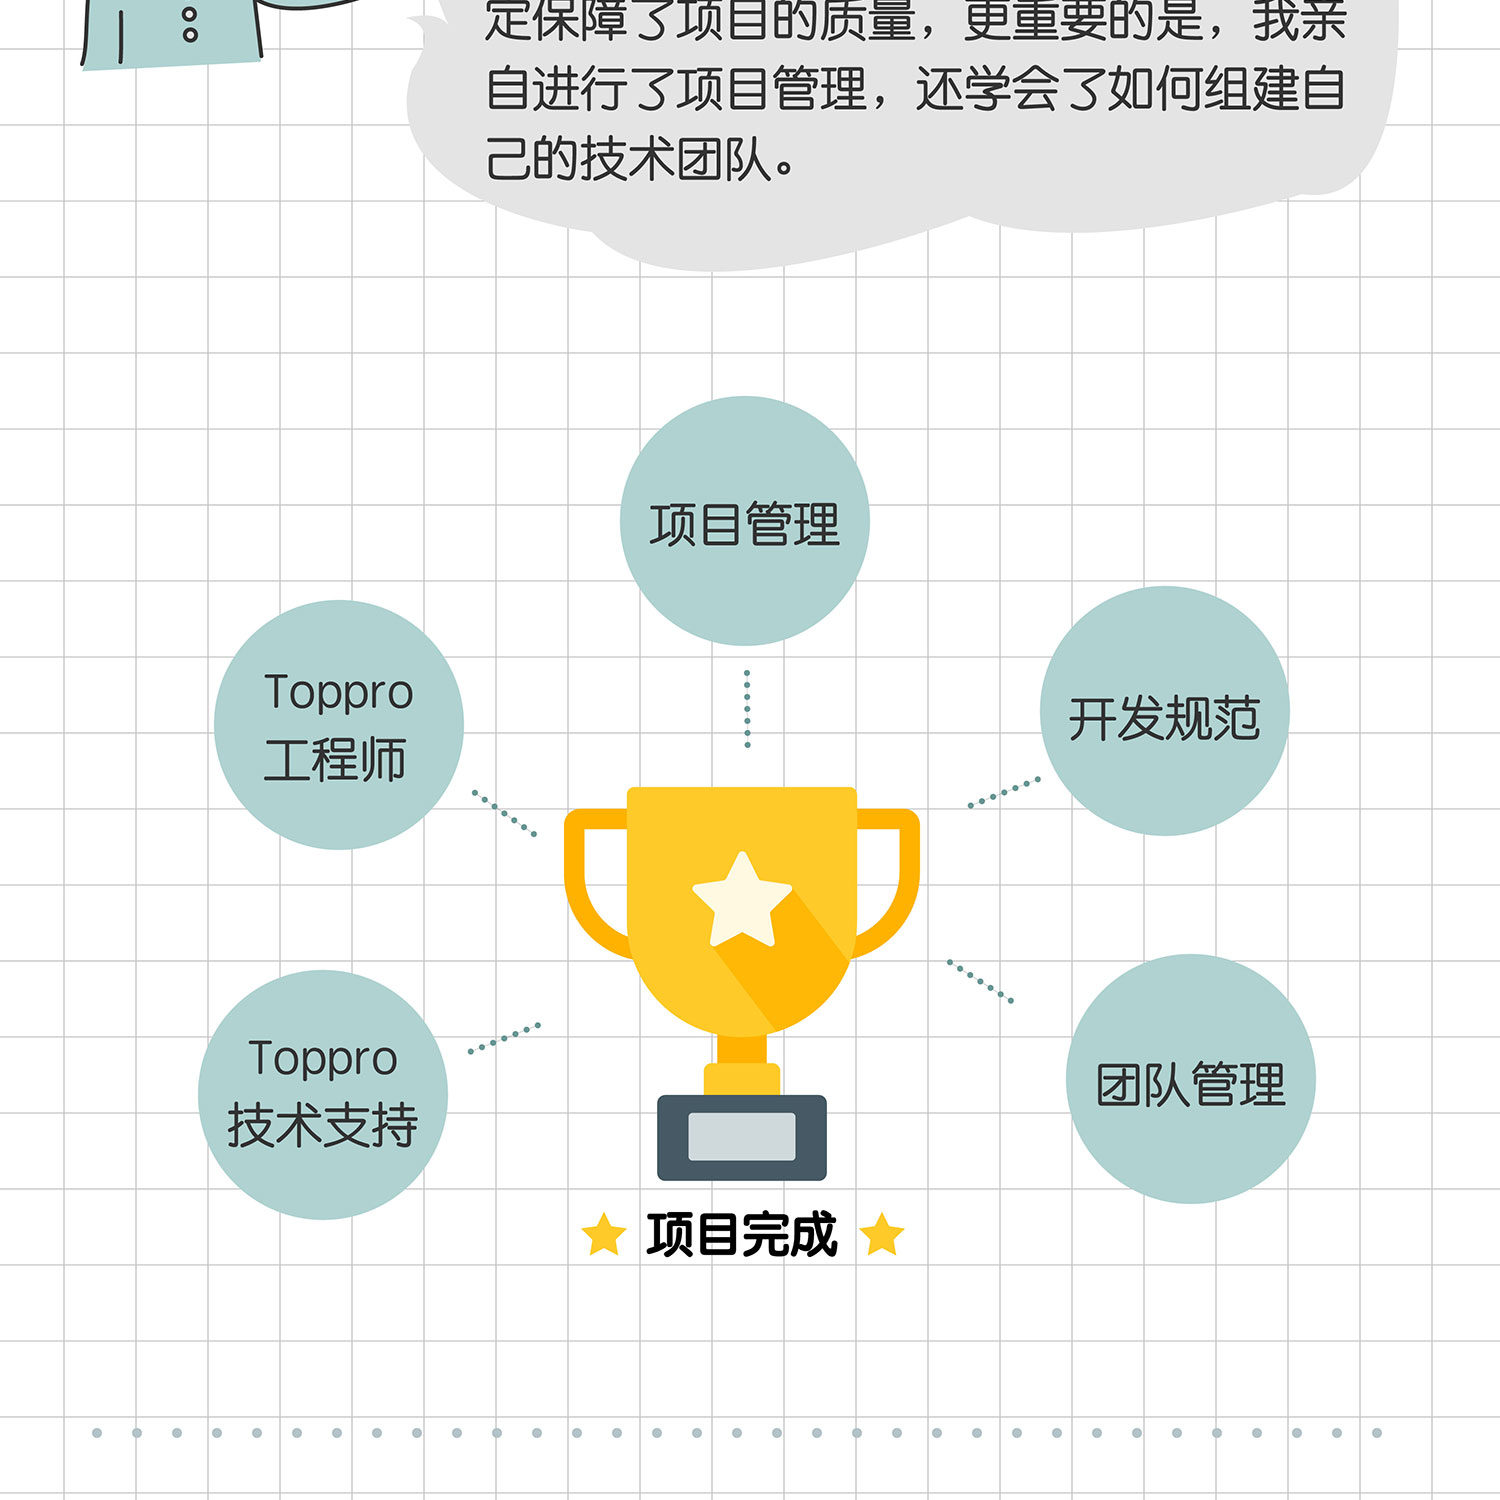 定保障了项目的质量，更重要的是，我亲
自进行了项目管理，还学会了如何组建自
己的技术团队。
项目管理
Toppro
工程师
开发规范
Toppro
技术支持
团队管理
项目完成